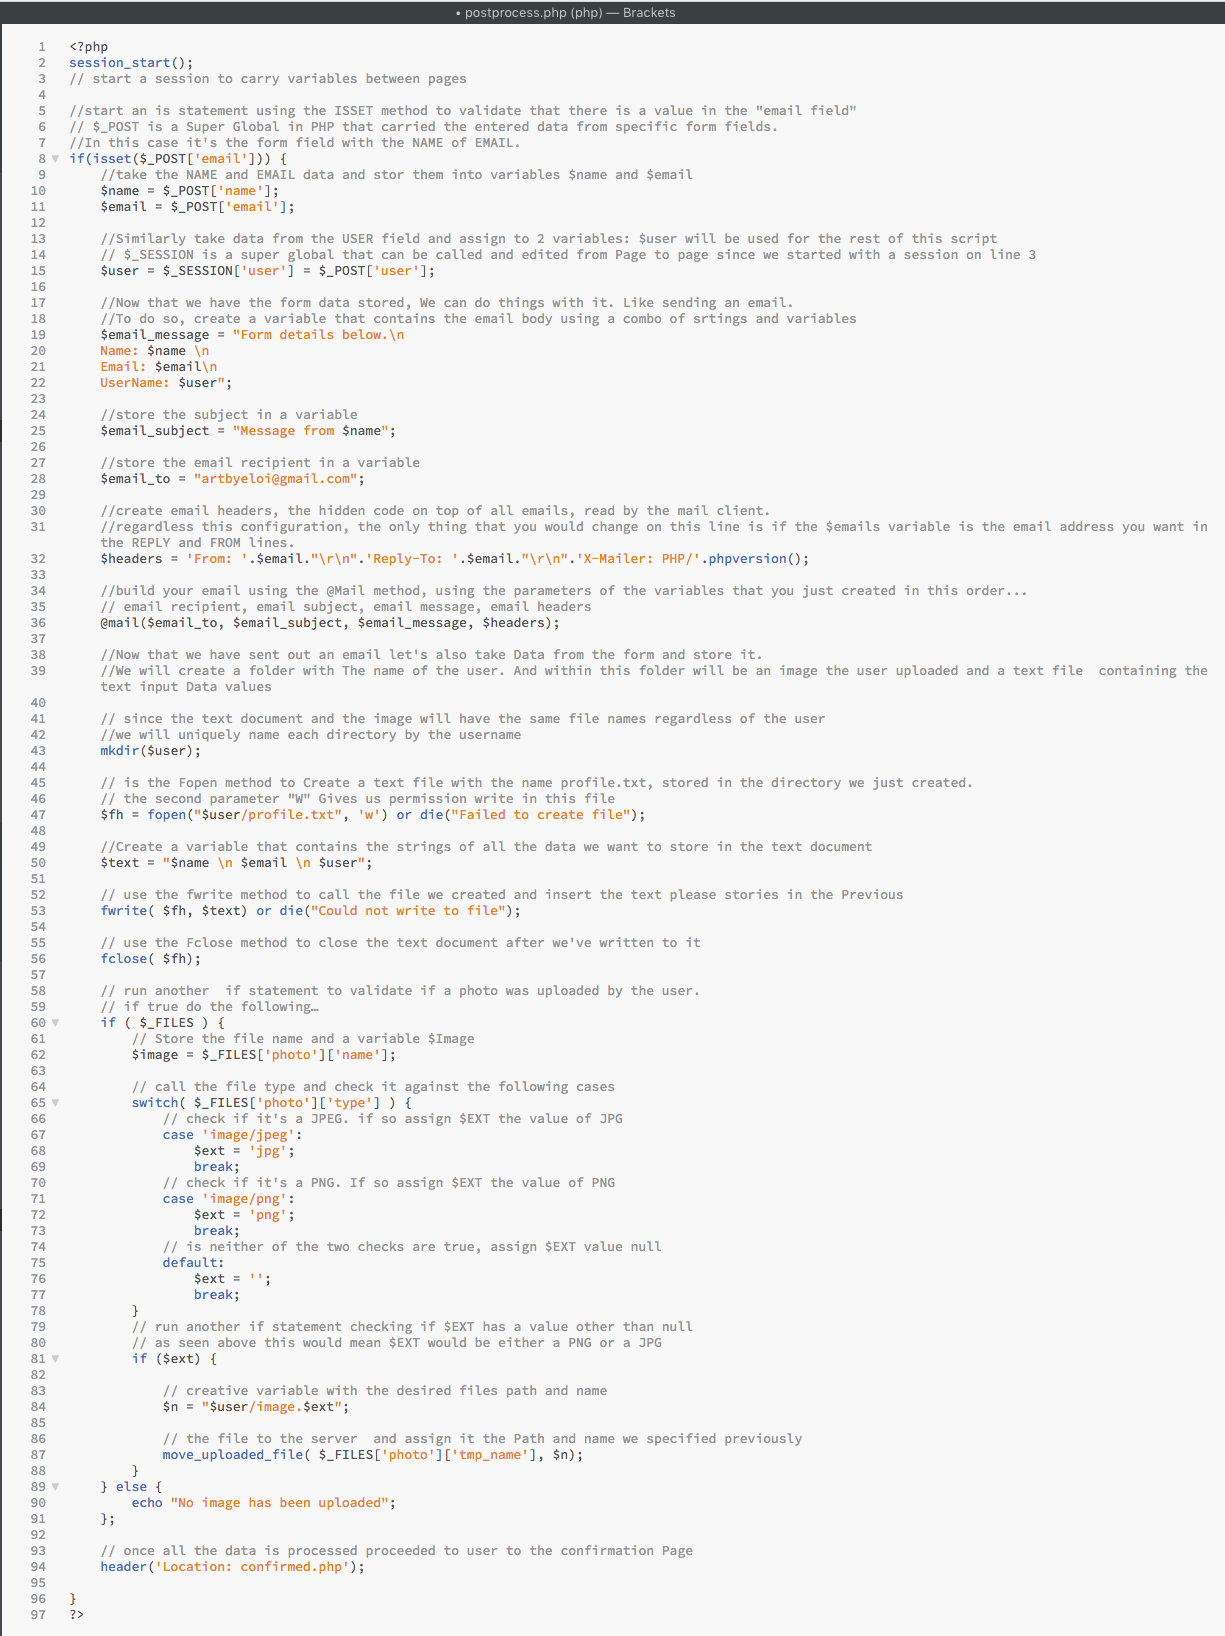 • postprocess.php (php) — Brackets
1 <?php
2 session_start();
3 // start a session to carry variables between pages
4
5 //start an is statement using the ISSET method to validate that there is a value in the "email field"
6 // $_POST is a Super Global in PHP that carried the entered data from specific form fields.
7 //In this case it's the form field with the NAME of EMAIL.
8 if(isset($_POST['email'])) {
9 //take the NAME and EMAIL data and stor them into variables $name and $email
10 $name = $_POST['name'];
11 $email = $_POST['email'];
12
13 //Similarly take data from the USER field and assign to 2 variables: $user will be used for the rest of this script
14 // $_SESSION is a super global that can be called and edited from Page to page since we started with a session on line 3
15 $user = $_SESSION['user'] = $_POST['user'];
16
17 //Now that we have the form data stored, We can do things with it. Like sending an email.
18 //To do so, create a variable that contains the email body using a combo of srtings and variables
19 $email_message = "Form details below.\n
20 Name: $name \n
21 Email: $email\n
22 UserName: $user";
23
24 //store the subject in a variable
25 $email_subject = "Message from $name";
26
27 //store the email recipient in a variable
28 $email_to = "artbyeloi@gmail.com";
29
30 //create email headers, the hidden code on top of all emails, read by the mail client.
31 //regardless this configuration, the only thing that you would change on this line is if the $emails variable is the email address you want in
the REPLY and FROM lines.
32 $headers = 'From: '.$email."\r\n".'Reply-To: '.$email."\r\n".'X-Mailer: PHP/'.phpversion();
33
34 //build your email using the @Mail method, using the parameters of the variables that you just created in this order...
35 // email recipient, email subject, email message, email headers
36 @mail($email_to, $email_subject, $email_message, $headers);
37
38 //Now that we have sent out an email let's also take Data from the form and store it.
39 //We will create a folder with The name of the user. And within this folder will be an image the user uploaded and a text file  containing the
text input Data values
40
41 // since the text document and the image will have the same file names regardless of the user
42 //we will uniquely name each directory by the username
43 mkdir($user);
44
45 // is the Fopen method to Create a text file with the name profile.txt, stored in the directory we just created.
46 // the second parameter "W" Gives us permission write in this file
47 $fh = fopen("$user/profile.txt", 'w') or die("Failed to create file");
48
49 //Create a variable that contains the strings of all the data we want to store in the text document
50 $text = "$name \n $email \n $user";
51
52 // use the fwrite method to call the file we created and insert the text please stories in the Previous
53 fwrite( $fh, $text) or die("Could not write to file");
54
55 // use the Fclose method to close the text document after we've written to it
56 fclose( $fh);
57
58 // run another  if statement to validate if a photo was uploaded by the user.
59 // if true do the following…
60 if ( $_FILES ) {
61 // Store the file name and a variable $Image
62 $image = $_FILES['photo']['name'];
63
64 // call the file type and check it against the following cases
65 switch( $_FILES['photo']['type'] ) {
66 // check if it's a JPEG. if so assign $EXT the value of JPG
67 case 'image/jpeg':
68 $ext = 'jpg';
69 break;
70 // check if it's a PNG. If so assign $EXT the value of PNG
71 case 'image/png':
72 $ext = 'png';
73 break;
74 // is neither of the two checks are true, assign $EXT value null
75 default:
76 $ext = '';
77 break;
78 }
79 // run another if statement checking if $EXT has a value other than null
80 // as seen above this would mean $EXT would be either a PNG or a JPG
81 if ($ext) {
82
83 // creative variable with the desired files path and name
84 $n = "$user/image.$ext";
85
86 // the file to the server  and assign it the Path and name we specified previously
87 move_uploaded_file( $_FILES['photo']['tmp_name'], $n);
88 }
89 } else {
90 echo "No image has been uploaded";
91 };
92
93 // once all the data is processed proceeded to user to the confirmation Page
94 header('Location: confirmed.php');
95
96 }
97 ?>